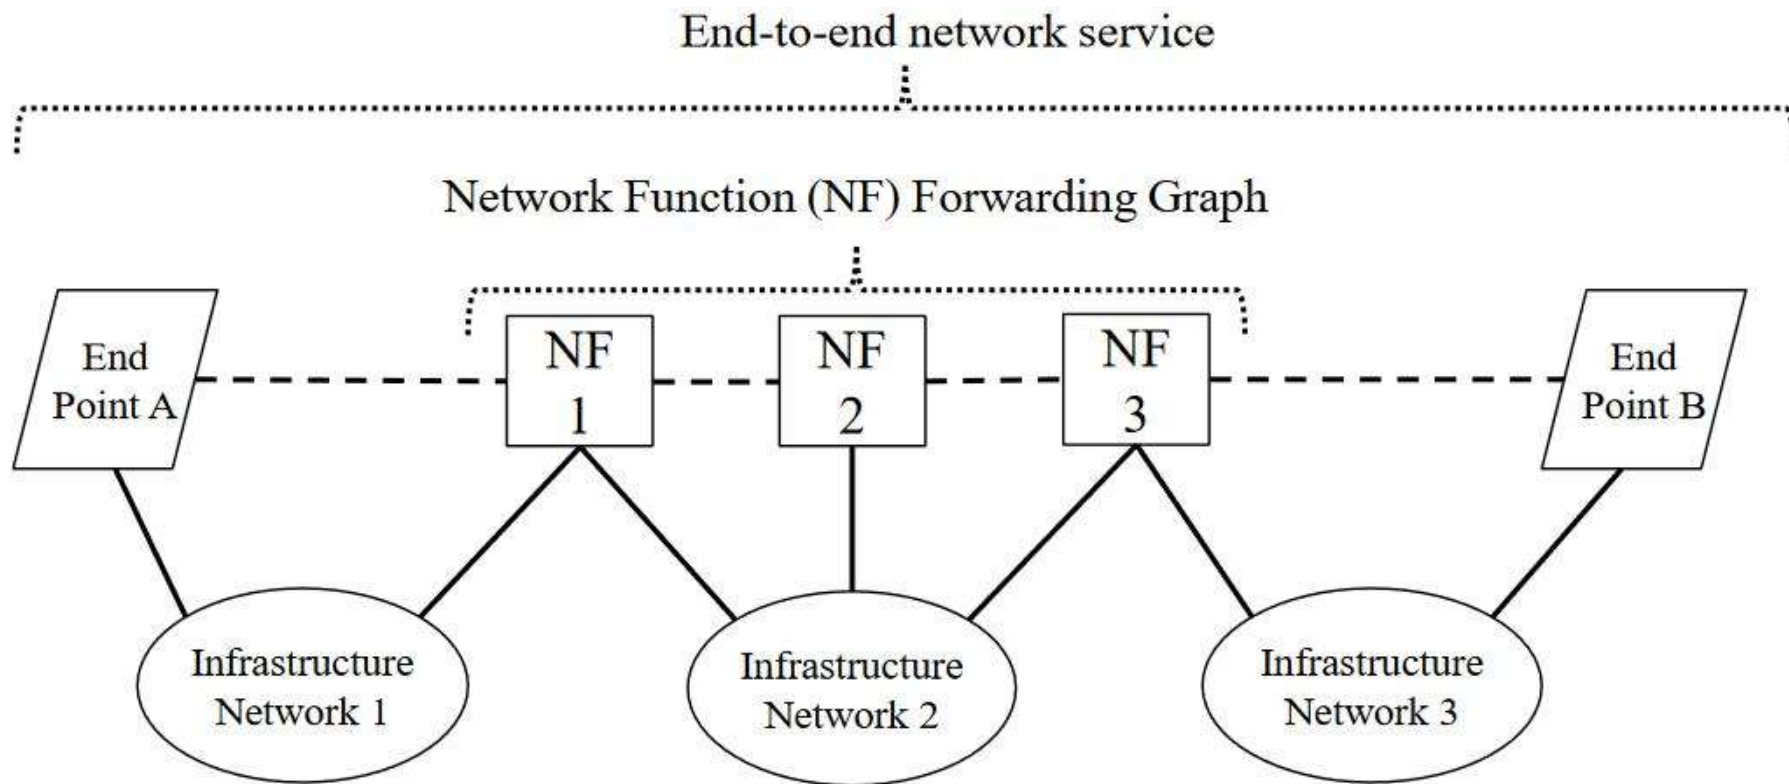 End-to-end network service
Network Function (NF) Forwarding Graph
End
Point A
NF
1
NF
2
NF
3
End
Point B
Infrastructure
Network 1
Infrastructure
Network 2
Infrastructure
Network 3